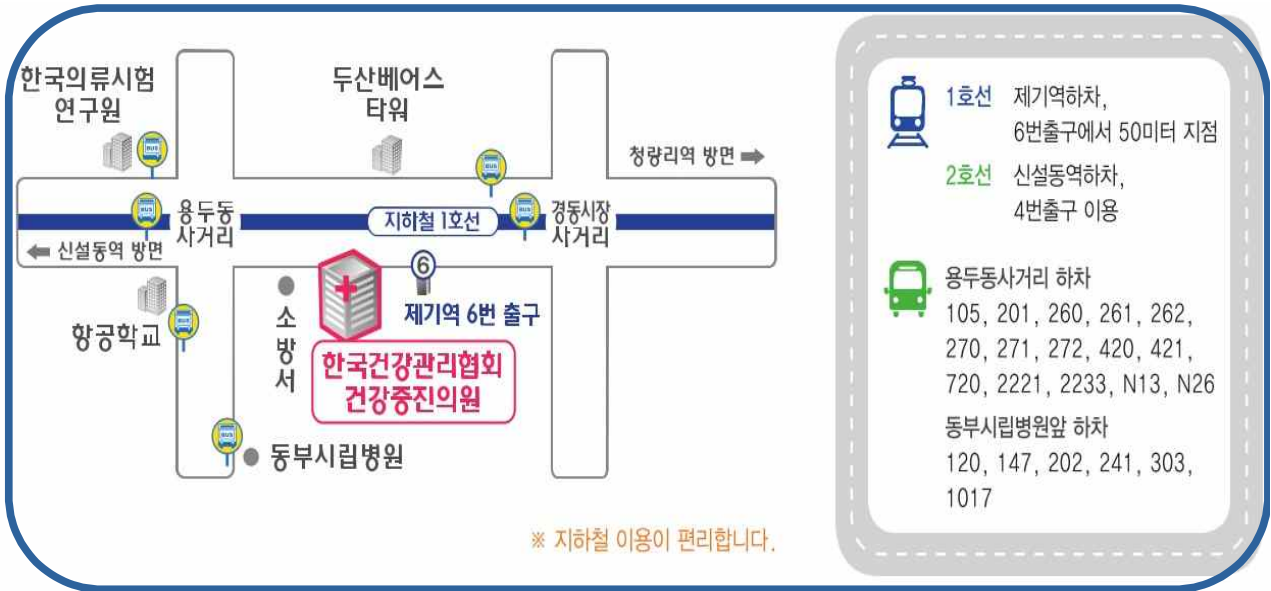 한국의류시험
연구원
두산베어스
타워
청량리역 방면 ➡
BUS
BUS
BUS
BUS
용두동
사거리
지하철 1호선
경동시장
사거리
⬅ 신설동역 방면
6
제기역 6번 출구
항공학교
BUS
소
방
서
한국건강관리협회
건강증진의원
BUS
동부시립병원
※ 지하철 이용이 편리합니다.
1호선 제기역하차,
6번출구에서 50미터 지점
2호선 신설동역하차,
4번출구 이용
용두동사거리 하차
105, 201, 260, 261, 262,
270, 271, 272, 420, 421,
720, 2221, 2233, N13, N26
동부시립병원앞 하차
120, 147, 202, 241, 303,
1017